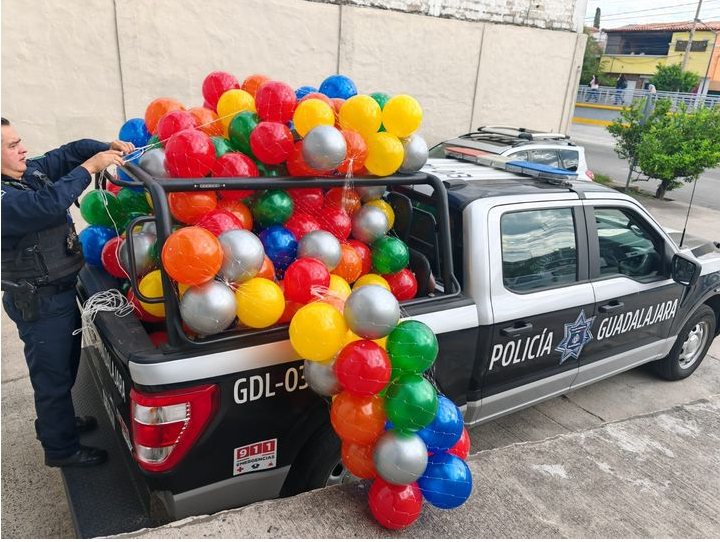 POLICÍA GUADALAJARA
GDL-03
911
EMERGENCIAS